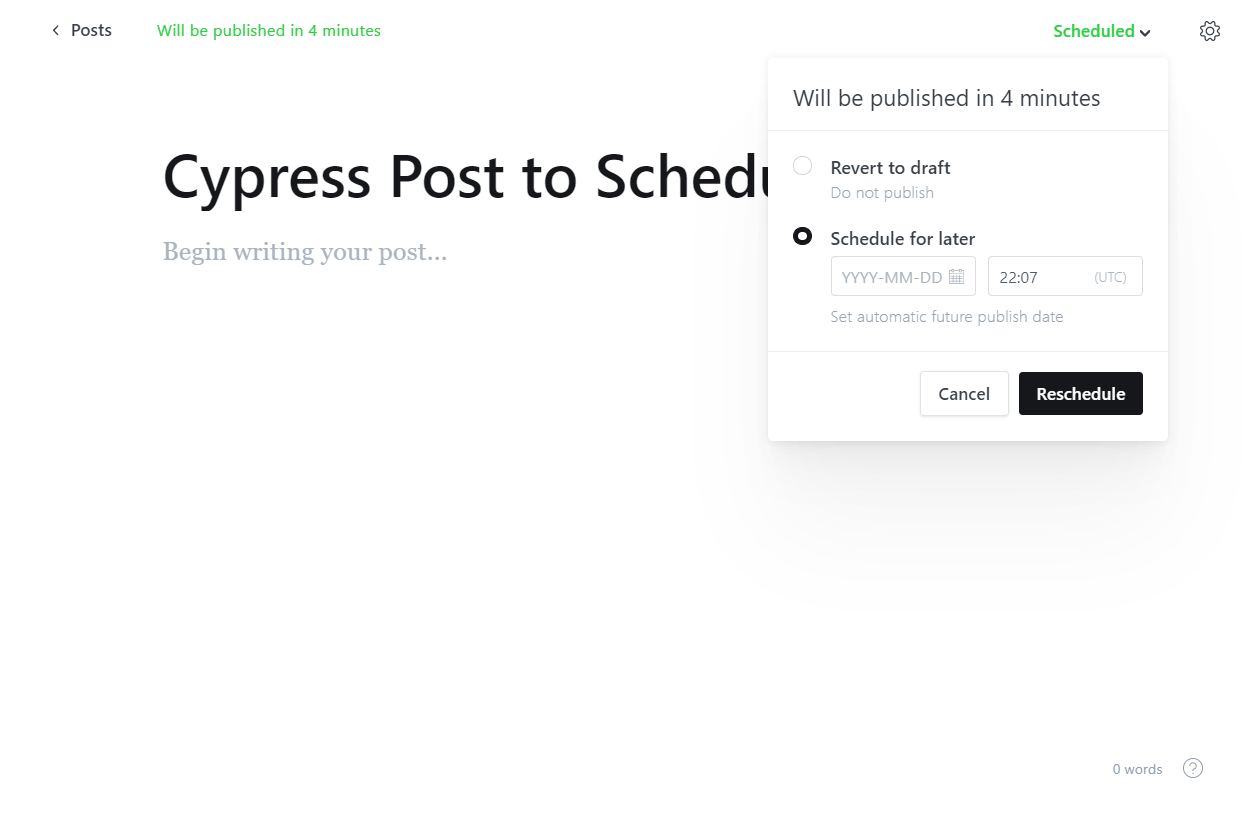 Posts
Will be published in 4 minutes
Scheduled
Will be published in 4 minutes
Cypress Post to Schedu
Begin writing your post...
Revert to draft
Do not publish
Schedule for later
YYYY-MM-DD
22:07 (UTC)
Set automatic future publish date
Cancel
Reschedule
0 words
?